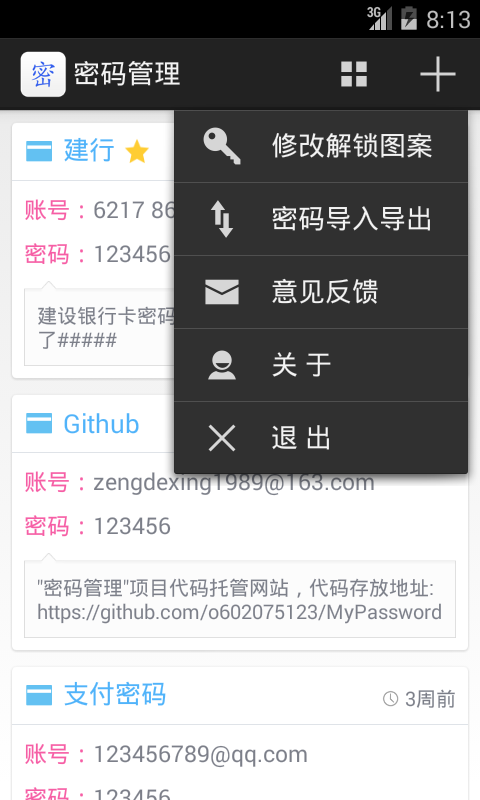 3G 8:13
密 密码管理
修改解锁图案
密码导入导出
意见反馈
关 于
退 出
建行
账号：6217 86
密码：123456
建设银行卡密码
了#####
Github
账号：zengdexing1989@163.com
密码：123456
"密码管理"项目代码托管网站，代码存放地址:
https://github.com/o602075123/MyPassword
支付密码 3周前
账号：123456789@qq.com
密码：123456